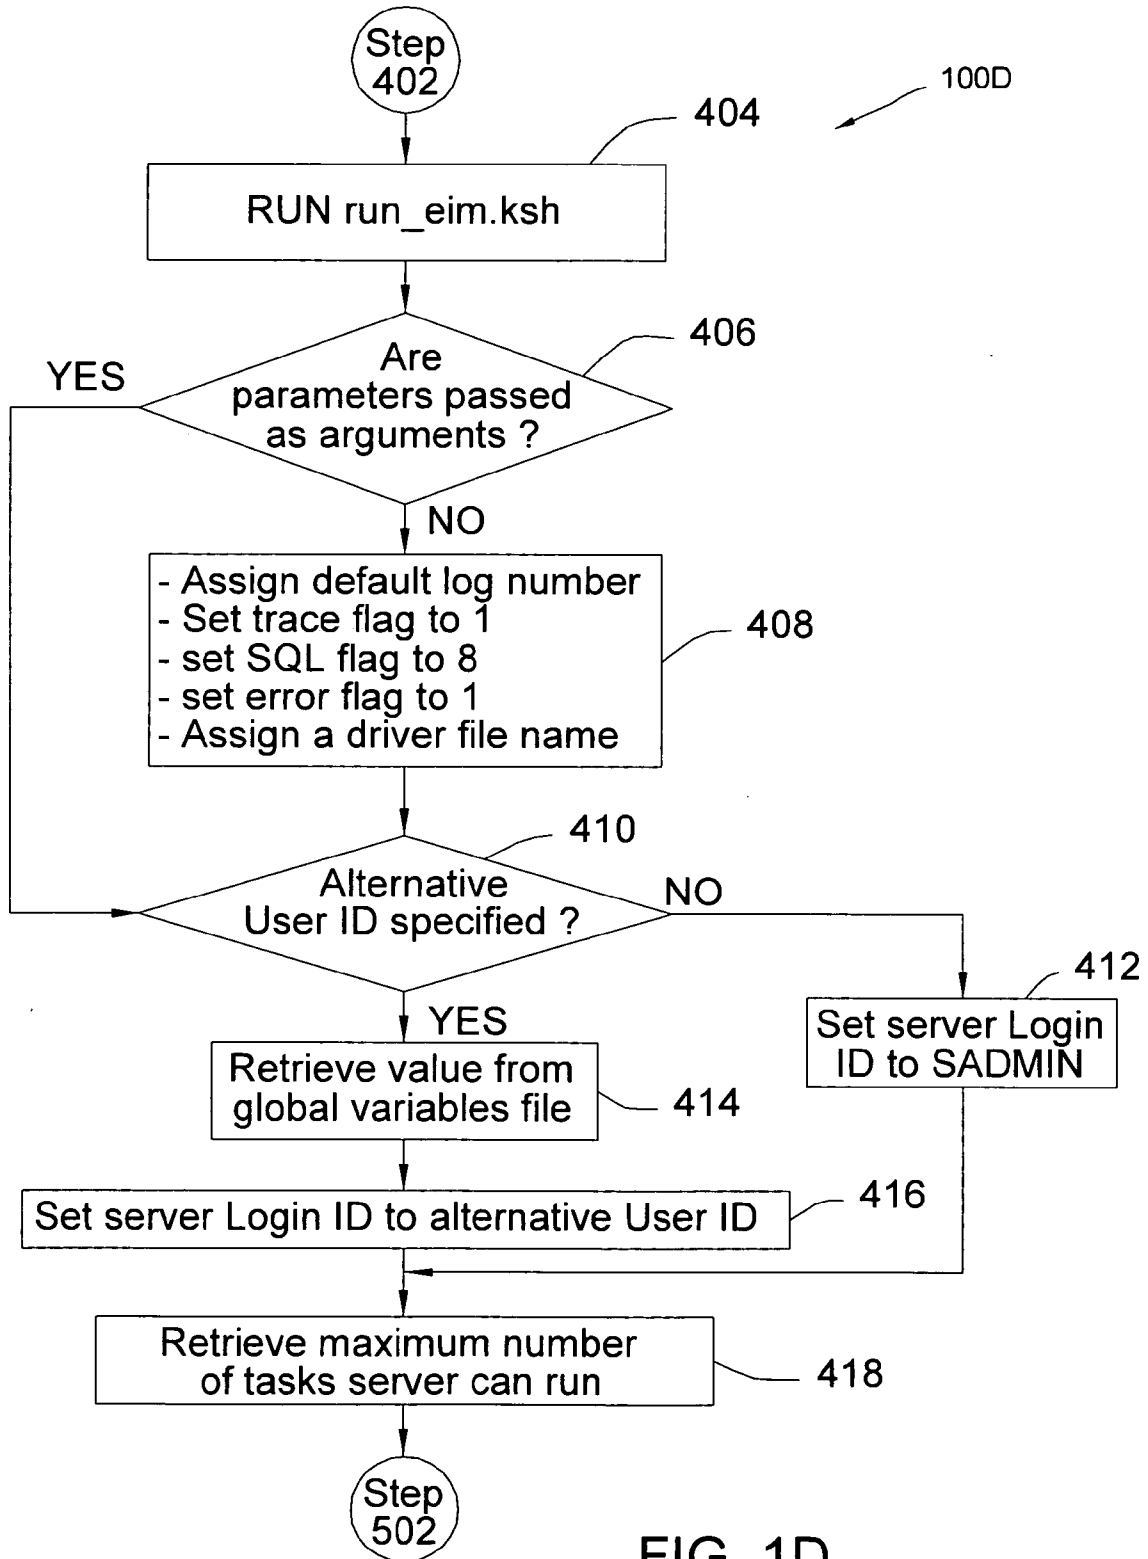 Step
402
100D
404
RUN run_eim.ksh
406
Are
parameters passed
as arguments ?
YES
NO
- Assign default log number
- Set trace flag to 1
- set SQL flag to 8
- set error flag to 1
- Assign a driver file name
408
410
Alternative
User ID specified ?
NO
412
Set server Login
ID to SADMIN
YES
Retrieve value from
global variables file
414
Set server Login ID to alternative User ID
416
Retrieve maximum number
of tasks server can run
418
Step
502
FIG. 1D